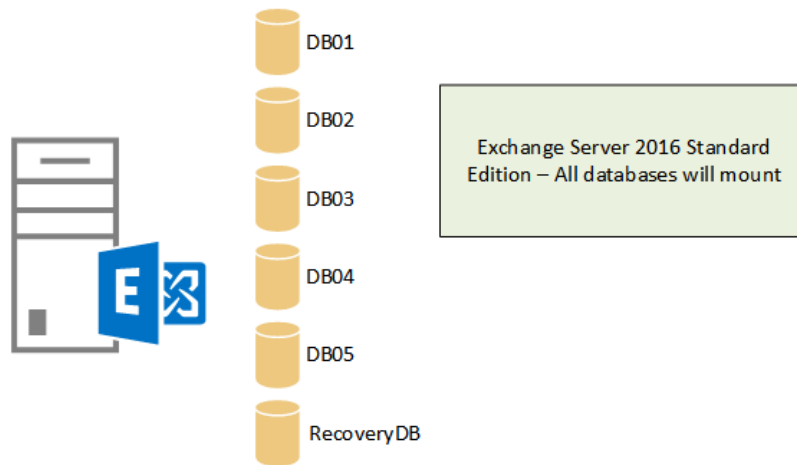 DB01
DB02
DB03
DB04
DB05
RecoveryDB
Exchange Server 2016 Standard
Edition – All databases will mount
E